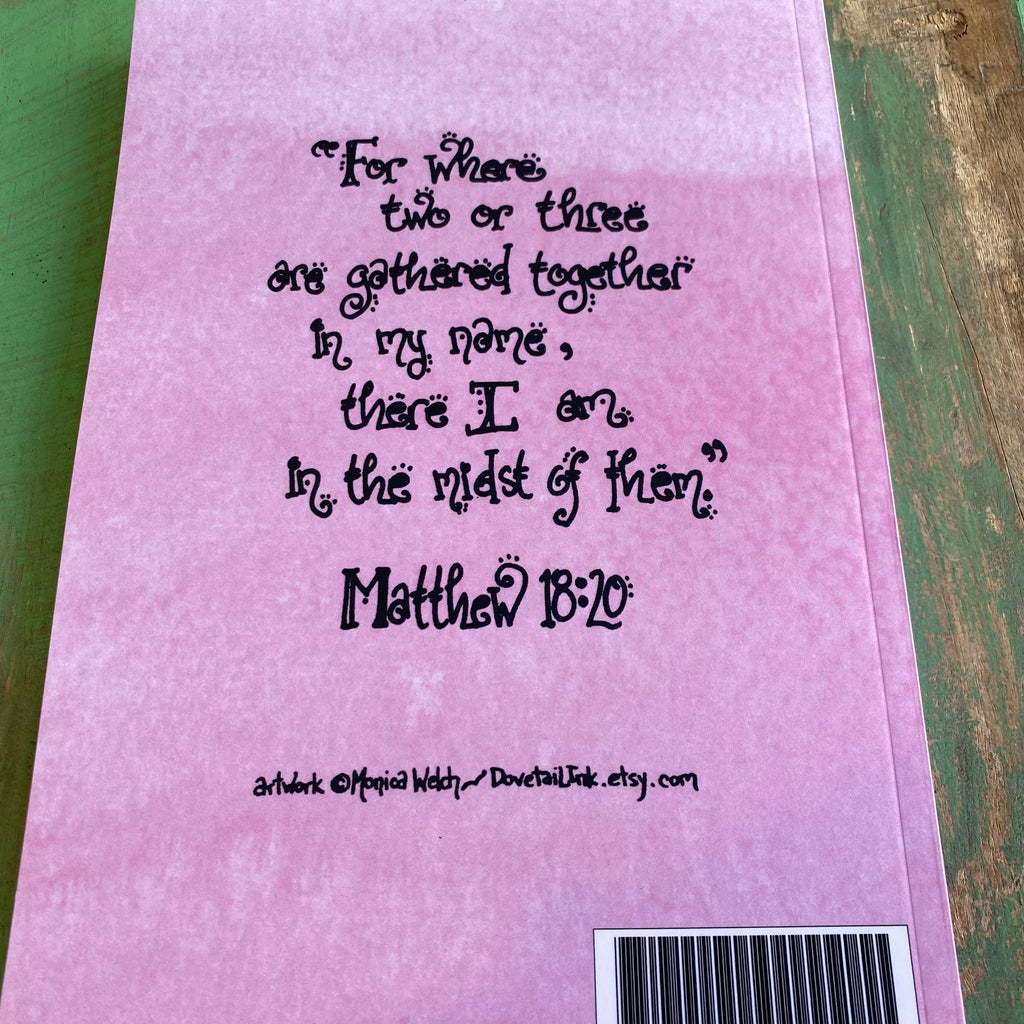 “For where
two or three
are gathered together
in my name,
there I am
in the midst of them.”
Matthew 18:20
artwork ©Monica Welch~DovetailInk.etsy.com